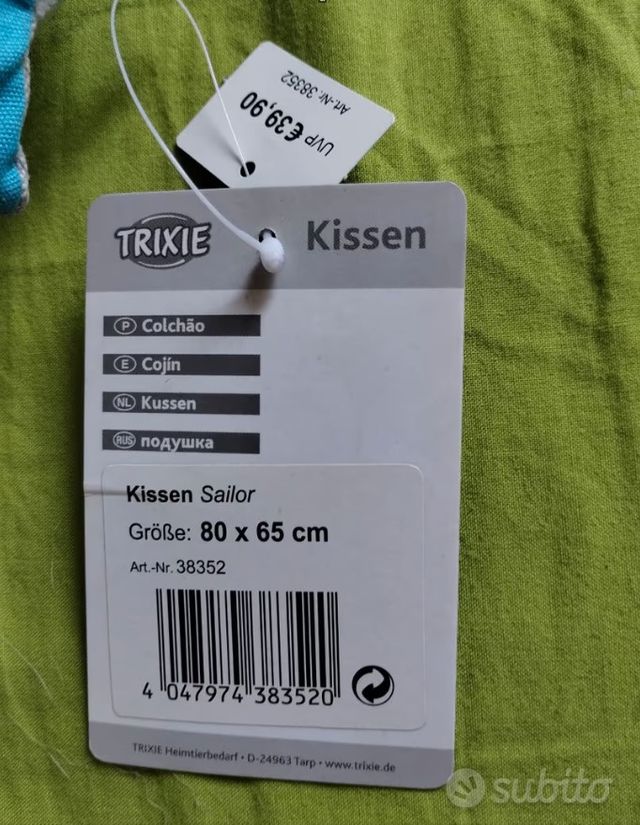 UVP €39,90
Art.-Nr. 38352
TRIXIE
Kissen
P Colchão
E Cojín
NL Kussen
RUS подушка
Kissen Sailor
Größe: 80 x 65 cm
Art.-Nr. 38352
4 047974 383520
TRIXIE Heimtierbedarf • D-24963 Tarp • www.trixie.de
subito